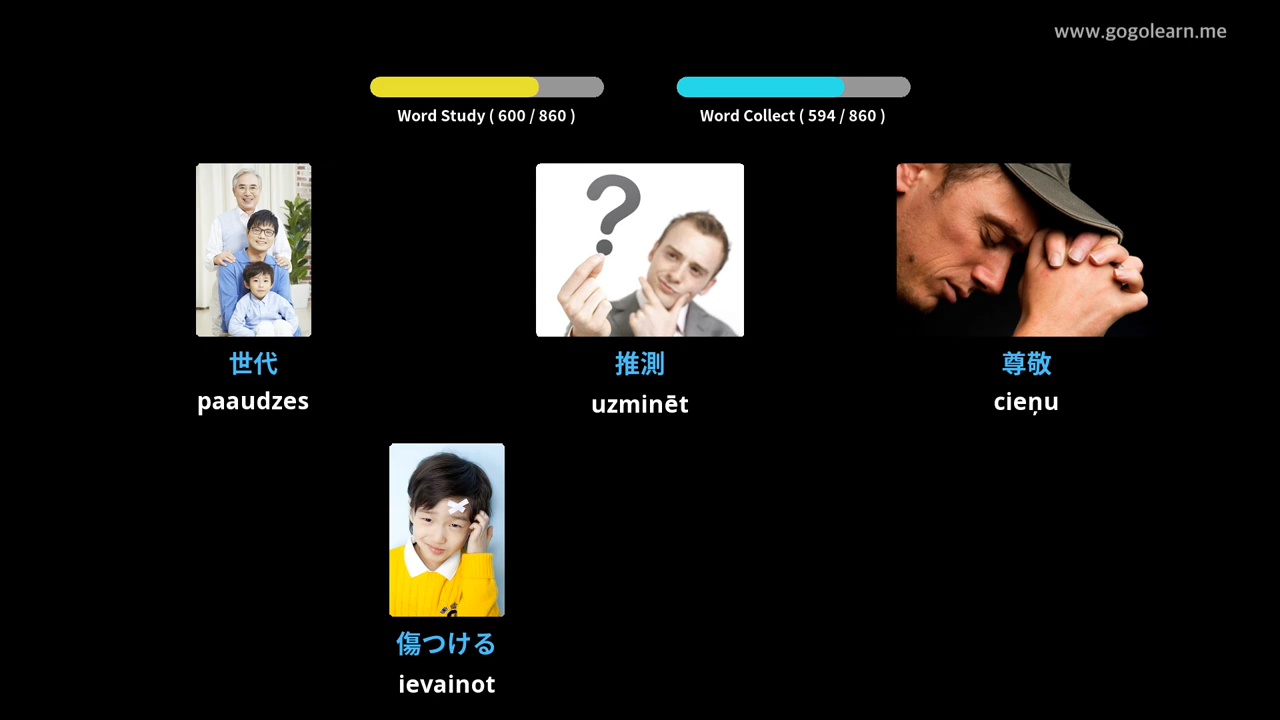 www.gogolearn.me
Word Study ( 600 / 860 )
Word Collect ( 594 / 860 )
世代
paaudzes
推測
uzminēt
尊敬
cieņu
傷つける
ievainot